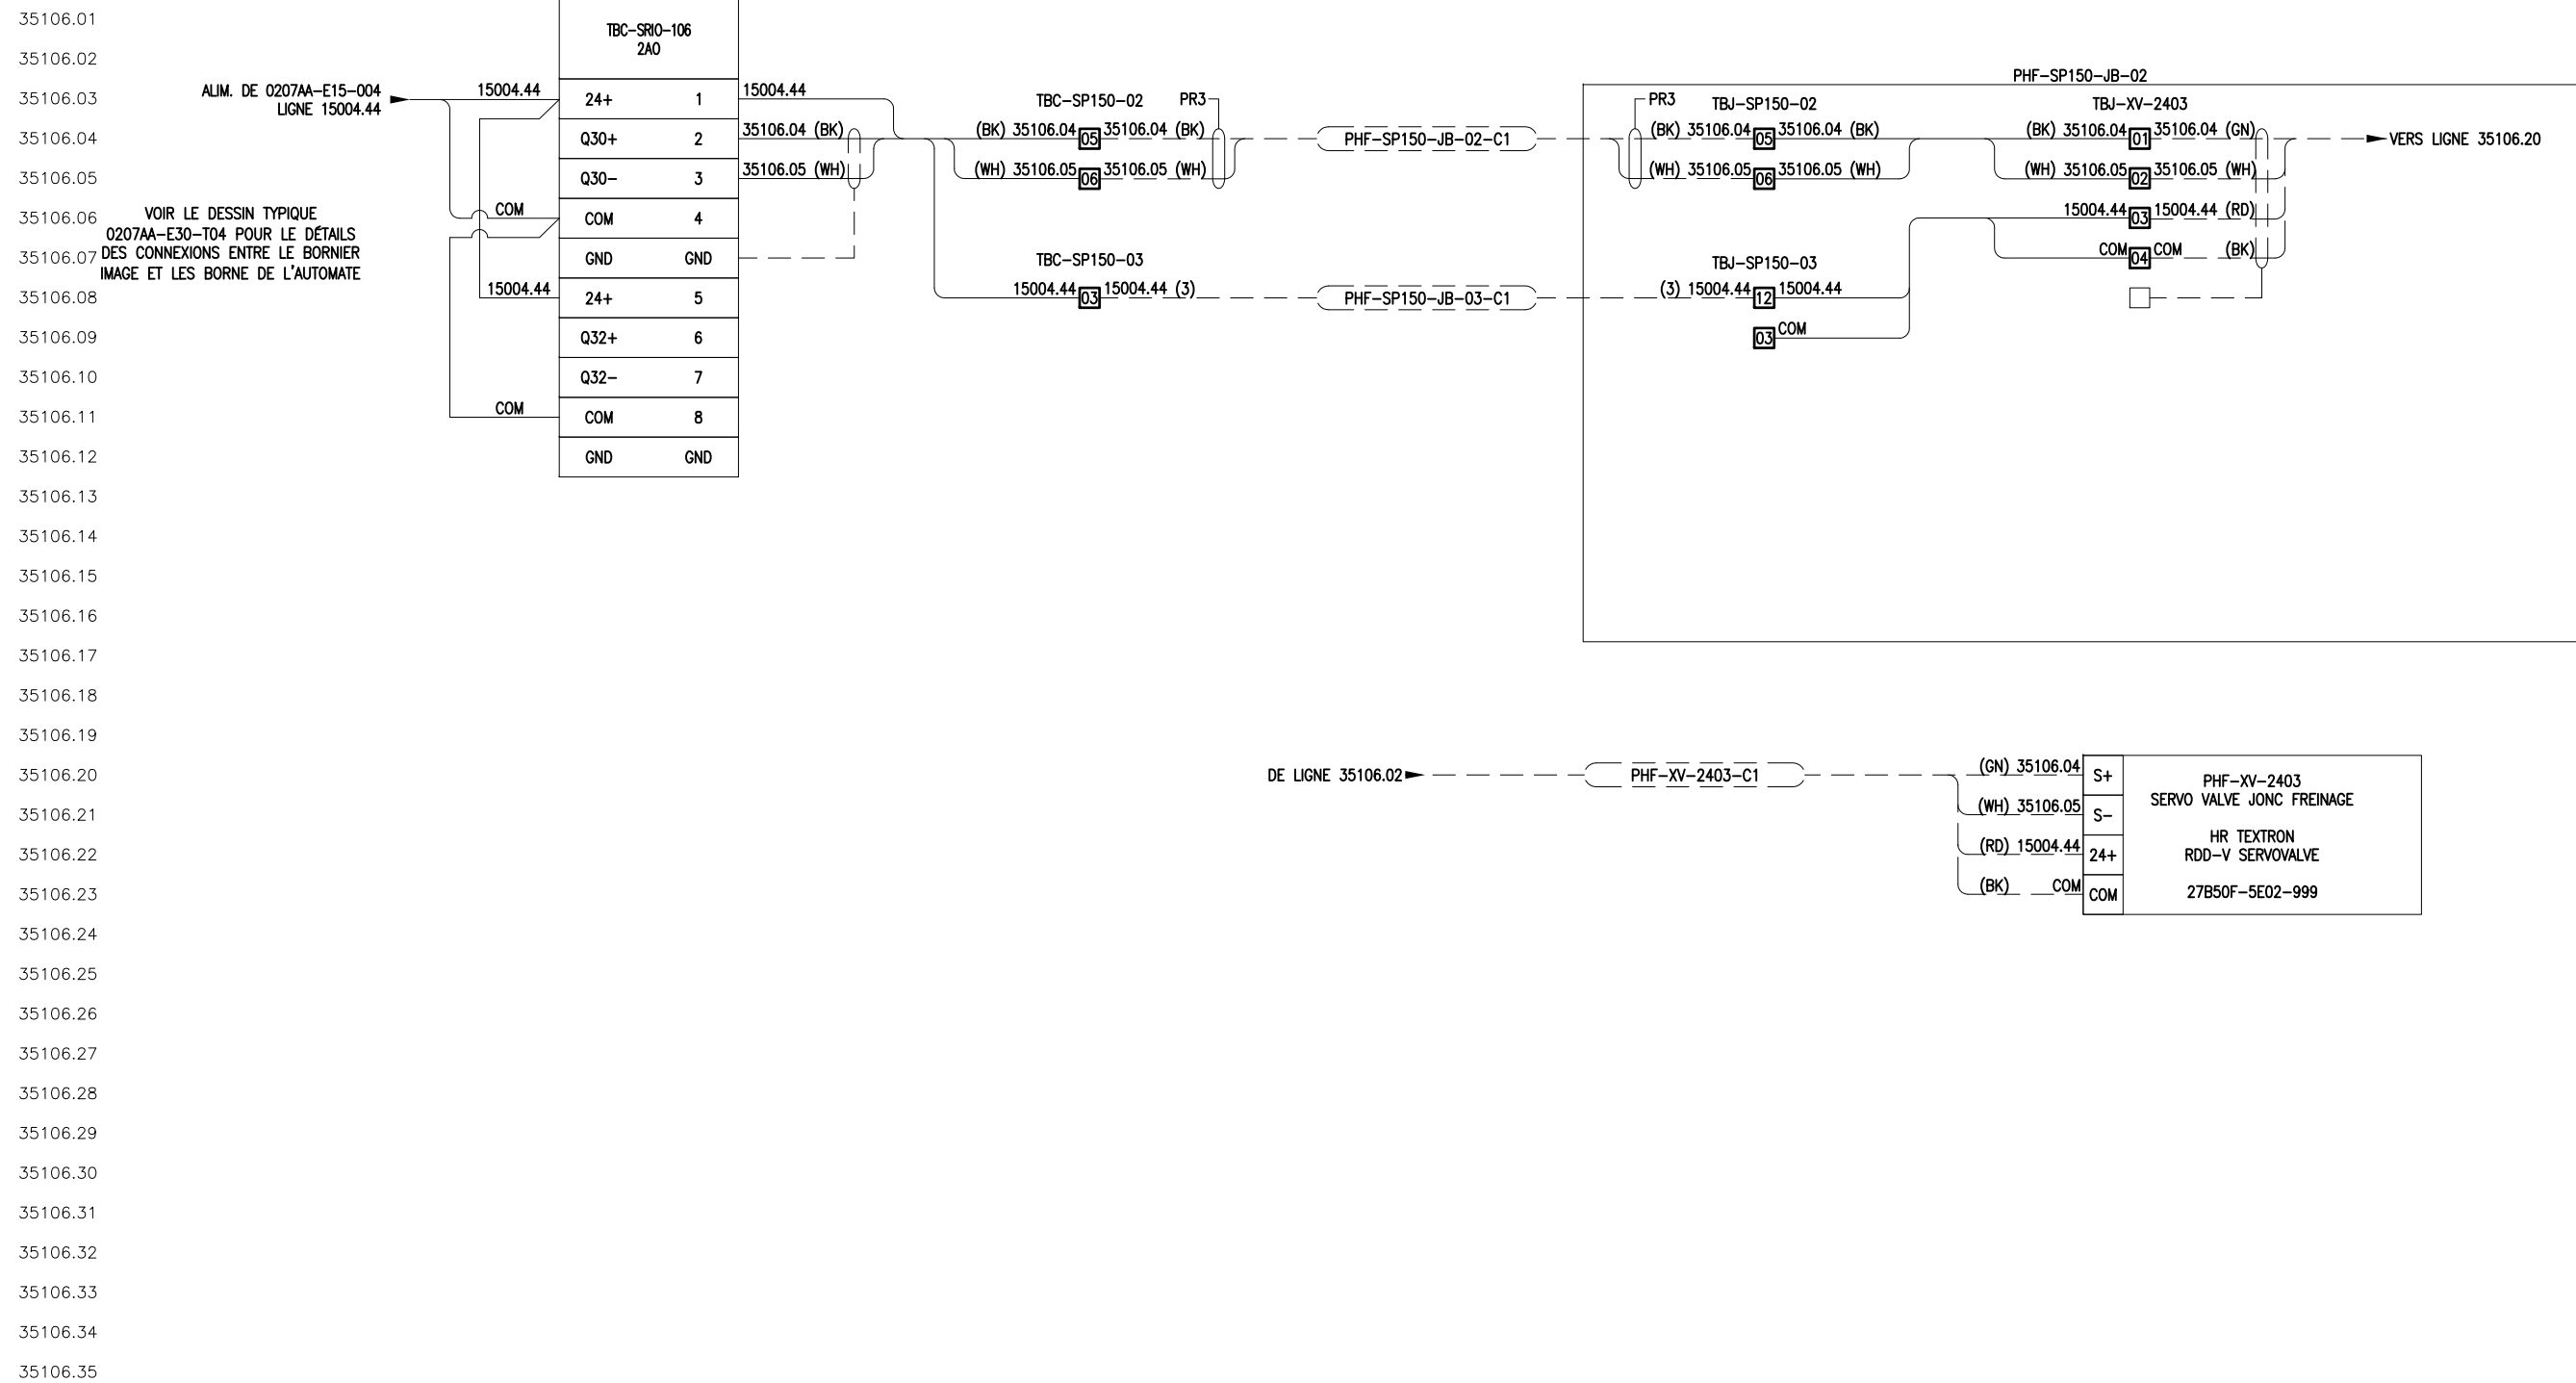 35106.01
TBC-SRIO-106
2AO
35106.02
PHF-SP150-JB-02
ALIM. DE 0207AA-E15-004
LIGNE 15004.44
35106.03
15004.44
24+ 1
15004.44
TBC-SP150-02
PR3
PR3
TBJ-SP150-02
TBJ-XV-2403
35106.04
Q30+ 2
35106.04 (BK)
(BK) 35106.04
05
35106.04 (BK)
PHF-SP150-JB-02-C1
(BK) 35106.04
05
35106.04 (BK)
(BK) 35106.04
01
35106.04 (GN)
VERS LIGNE 35106.20
35106.05
Q30- 3
35106.05 (WH)
(WH) 35106.05
06
35106.05 (WH)
(WH) 35106.05
06
35106.05 (WH)
(WH) 35106.05
02
35106.05 (WH)
35106.06
VOIR LE DESSIN TYPIQUE
0207AA-E30-T04 POUR LE DÉTAILS
DES CONNEXIONS ENTRE LE BORNIER
IMAGE ET LES BORNE DE L'AUTOMATE
COM
COM 4
15004.44
03
15004.44 (RD)
35106.07
GND GND
TBC-SP150-03
TBJ-SP150-03
COM
04
COM (BK)
35106.08
15004.44
24+ 5
15004.44
03
15004.44 (3)
PHF-SP150-JB-03-C1
(3) 15004.44
12
15004.44
35106.09
Q32+ 6
03
COM
35106.10
Q32- 7
35106.11
COM
COM 8
35106.12
GND GND
35106.13
35106.14
35106.15
35106.16
35106.17
35106.18
35106.19
35106.20
DE LIGNE 35106.02
PHF-XV-2403-C1
(GN) 35106.04
S+
PHF-XV-2403
SERVO VALVE JONC FREINAGE
35106.21
(WH) 35106.05
S-
HR TEXTRON
RDD-V SERVOVALVE
35106.22
(RD) 15004.44
24+
35106.23
(BK) COM
COM
27B50F-5E02-999
35106.24
35106.25
35106.26
35106.27
35106.28
35106.29
35106.30
35106.31
35106.32
35106.33
35106.34
35106.35